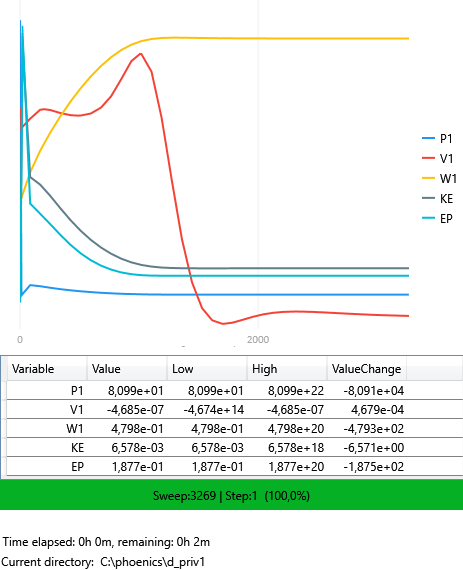 P1
V1
W1
KE
EP
0 2000
Variable Value Low High ValueChange
P1 8,099e+01 8,099e+01 8,099e+22 -8,091e+04
V1 -4,685e-07 -4,674e+14 -4,685e-07 4,679e-04
W1 4,798e-01 4,798e-01 4,798e+20 -4,793e+02
KE 6,578e-03 6,578e-03 6,578e+18 -6,571e+00
EP 1,877e-01 1,877e-01 1,877e+20 -1,875e+02
Sweep:3269 | Step:1 (100,0%)
Time elapsed: 0h 0m, remaining: 0h 2m
Current directory: C:\phoenics\d_priv1